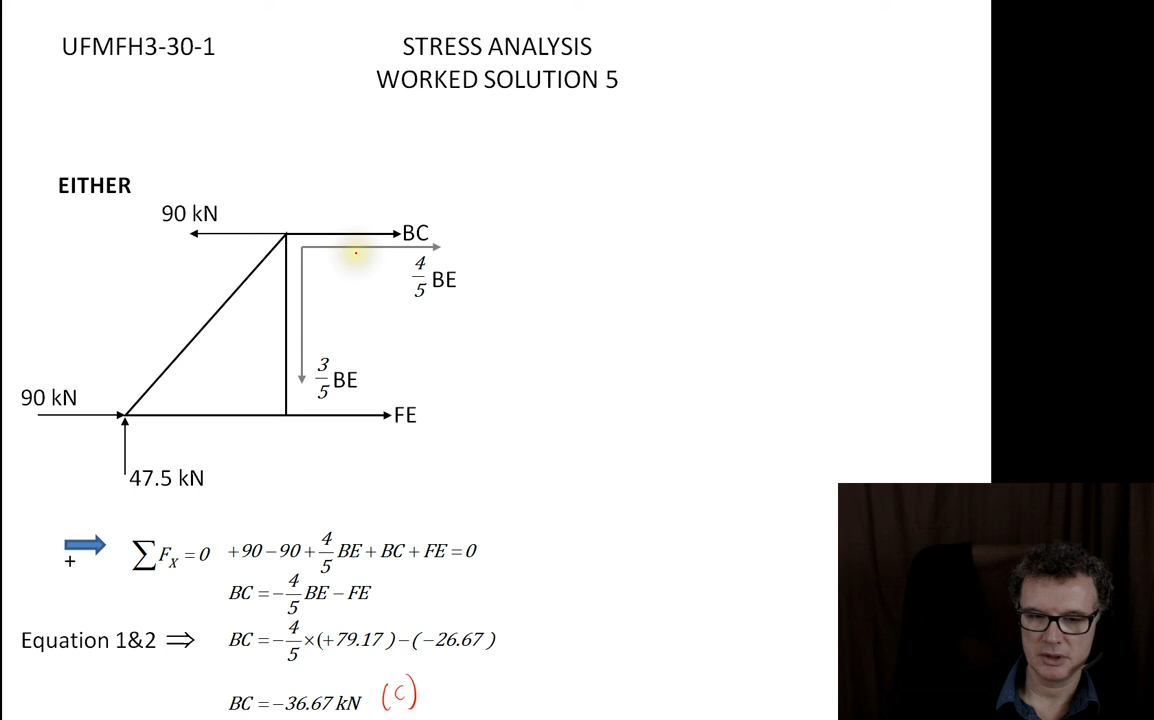 UFMFH3-30-1
STRESS ANALYSIS
WORKED SOLUTION 5
EITHER
90 kN
BC
4/5 BE
3/5 BE
90 kN
FE
47.5 kN
+
∑F_X = 0 +90 − 90 + 4/5 BE + BC + FE = 0
BC = − 4/5 BE − FE
Equation 1&2 ⇒ BC = − 4/5 × (+79.17) − (−26.67)
BC = −36.67 kN (C)